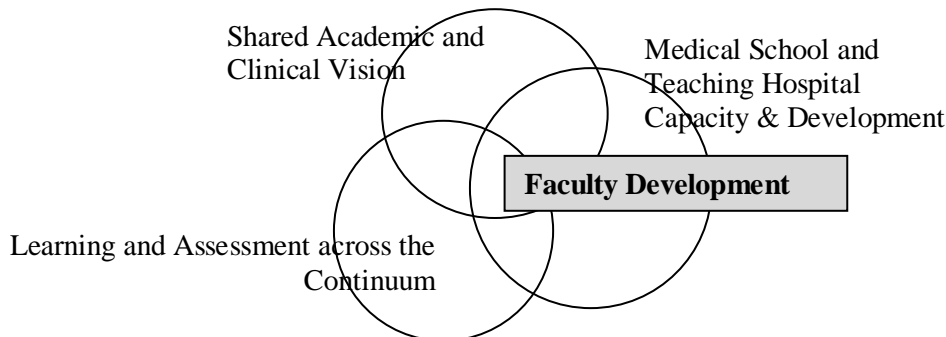 Shared Academic and
Clinical Vision
Medical School and
Teaching Hospital
Capacity & Development
Faculty Development
Learning and Assessment across the
Continuum